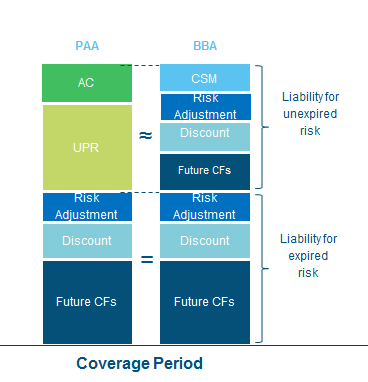 PAA
BBA
AC
CSM
Risk
Adjustment
Liability for
unexpired
risk
UPR
≈
Discount
Future CFs
Risk
Adjustment
Risk
Adjustment
Discount
=
Discount
Liability for
expired
risk
Future CFs
Future CFs
Coverage Period